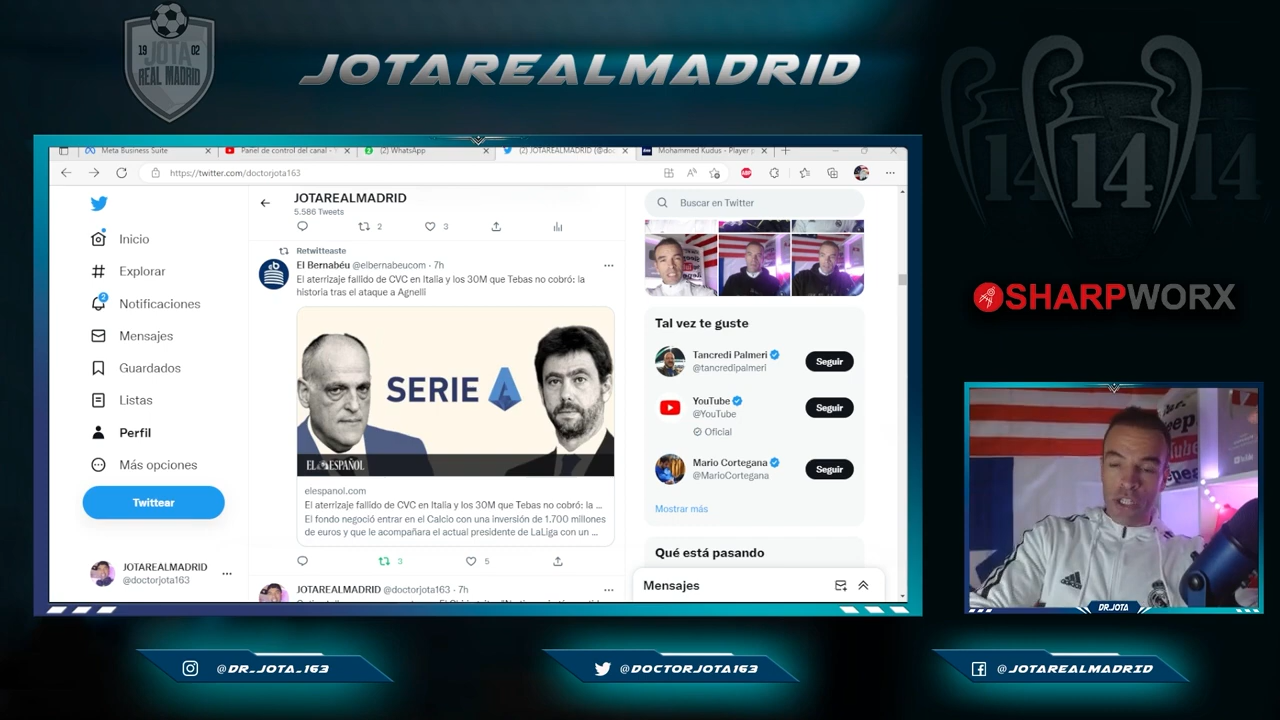 19 JOTA 02
REAL MADRID
JOTAREALMADRID
14 14 14
SHARPWORX
Meta Business Suite
Panel de control del canal -
(2) WhatsApp
(2) JOTAREALMADRID (@doc
Mohammed Kudus - Player p
https://twitter.com/doctorjota163
ABP
JOTAREALMADRID
5.586 Tweets
Buscar en Twitter
Inicio
Explorar
2
Notificaciones
Mensajes
Guardados
Listas
Perfil
Más opciones
Twittear
JOTAREALMADRID
@doctorjota163
2
3
Retwitteaste
El Bernabéu @elbernabeucom · 7h
El aterrizaje fallido de CVC en Italia y los 30M que Tebas no cobró: la
historia tras el ataque a Agnelli
SERIE A
EL ESPAÑOL
elespanol.com
El aterrizaje fallido de CVC en Italia y los 30M que Tebas no cobró: la ...
El fondo negoció entrar en el Calcio con una inversión de 1.700 millones
de euros y que le acompañara el actual presidente de LaLiga con un ...
3
5
JOTAREALMADRID @doctorjota163 · 7h
Tal vez te guste
Tancredi Palmeri
@tancredipalmeri
Seguir
YouTube
@YouTube
Oficial
Seguir
Mario Cortegana
@MarioCortegana
Seguir
Mostrar más
Qué está pasando
Mensajes
DR.JOTA
@DR_JOTA_163
@DOCTORJOTA163
@JOTAREALMADRID